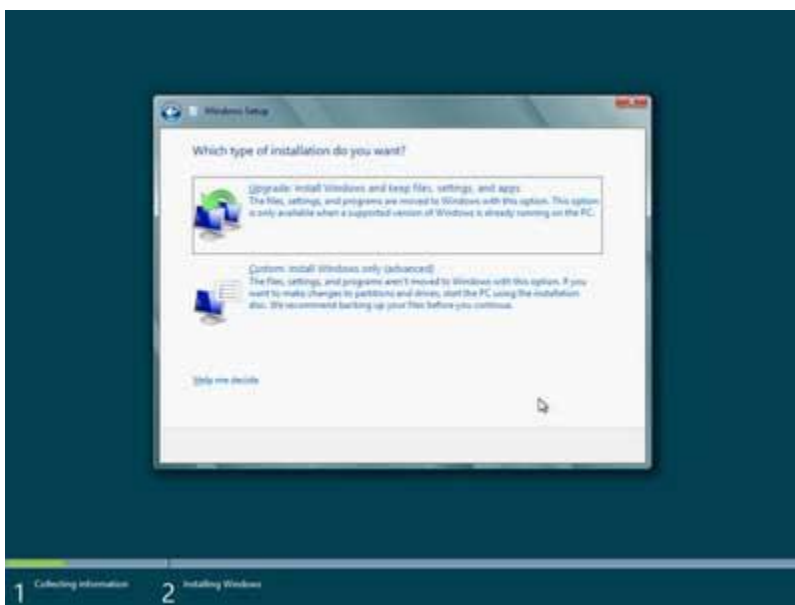 Windows Setup
Which type of installation do you want?
Upgrade: Install Windows and keep files, settings, and apps
The files, settings, and programs are moved to Windows with this option. This option
is only available when a supported version of Windows is already running on the PC.
Custom: Install Windows only (advanced)
The files, settings, and programs aren't moved to Windows with this option. If you
want to make changes to partitions and drives, start the PC using the installation
disc. We recommend backing up your files before you continue.
Help me decide
1 Collecting information 2 Installing Windows